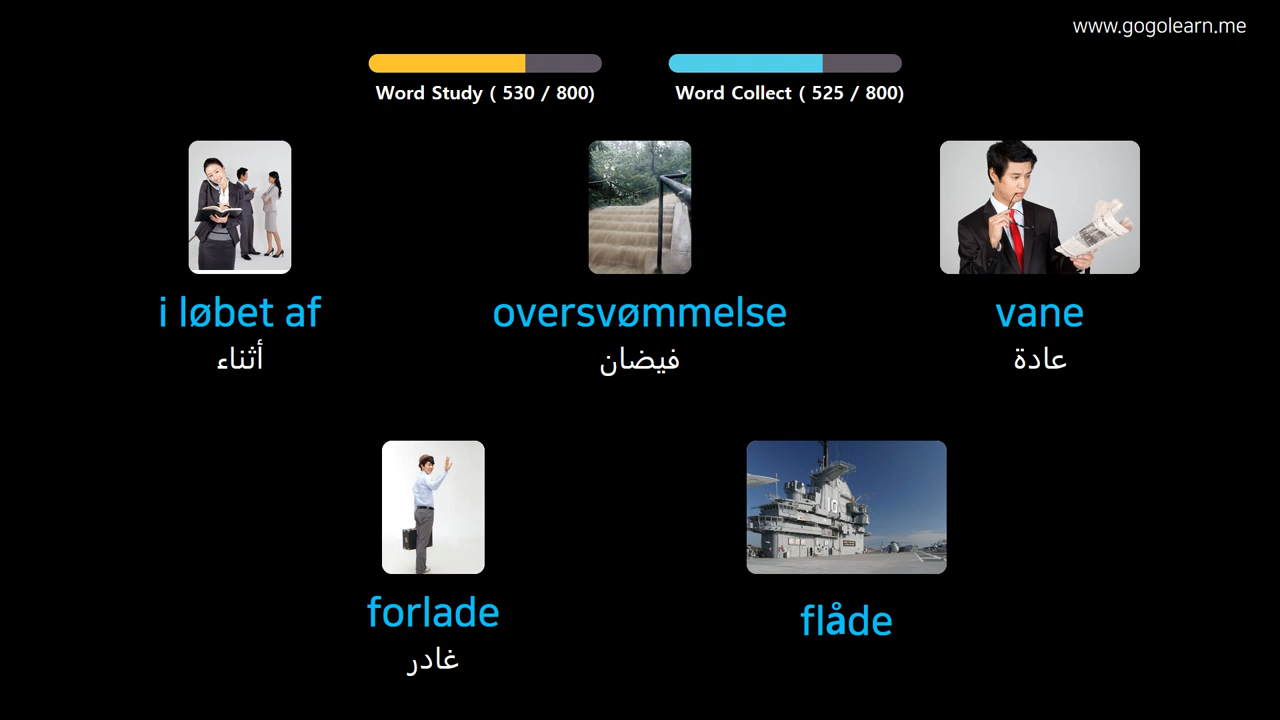 www.gogolearn.me
Word Study ( 530 / 800)
Word Collect ( 525 / 800)
i løbet af
أثناء
oversvømmelse
فيضان
vane
عادة
10
forlade
غادر
flåde